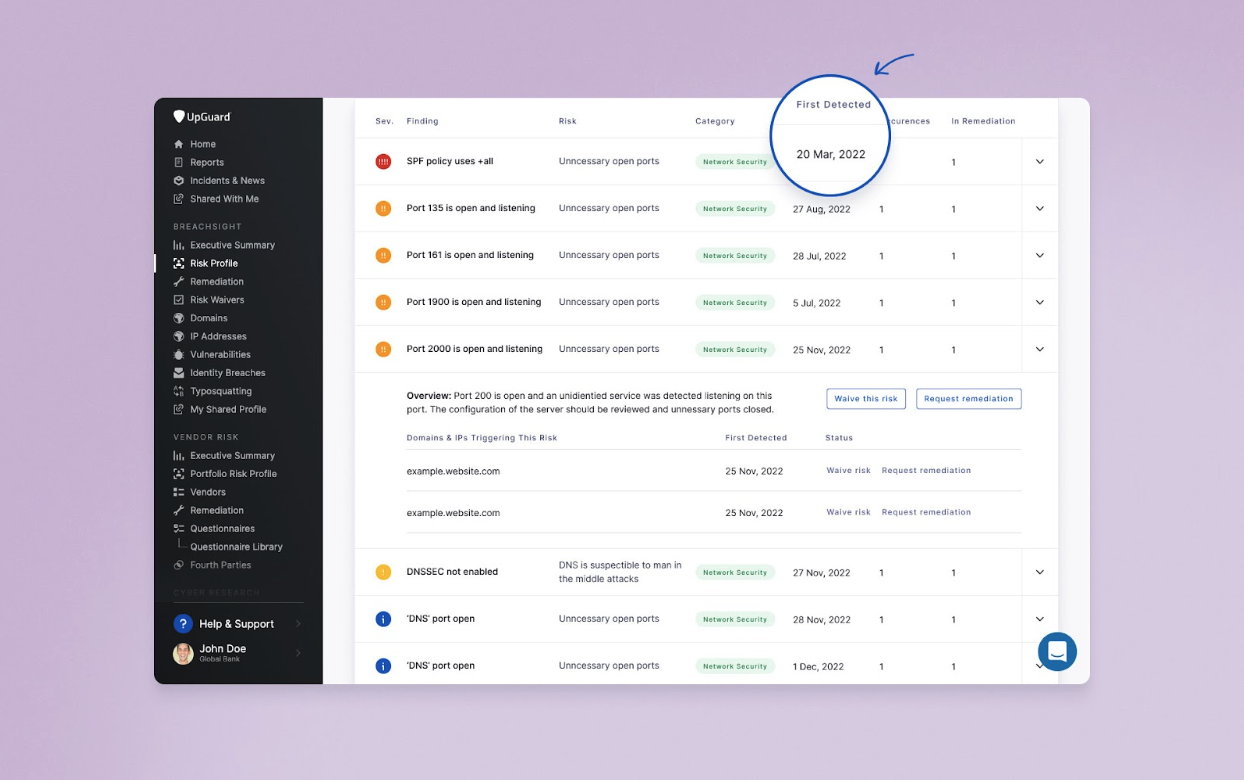 UpGuard
Home
Reports
Incidents & News
Shared With Me
BREACHSIGHT
Executive Summary
Risk Profile
Remediation
Risk Waivers
Domains
IP Addresses
Vulnerabilities
Identity Breaches
Typosquatting
My Shared Profile
VENDOR RISK
Executive Summary
Portfolio Risk Profile
Vendors
Remediation
Questionnaires
Questionnaire Library
Fourth Parties
CYBER RESEARCH
? Help & Support
John Doe
Global Bank
Sev. Finding Risk Category First Detected In Remediation
!!!! SPF policy uses +all Unncessary open ports Network Security 20 Mar, 2022 1
!! Port 135 is open and listening Unncessary open ports Network Security 27 Aug, 2022 1 1
!! Port 161 is open and listening Unncessary open ports Network Security 28 Jul, 2022 1 1
!! Port 1900 is open and listening Unncessary open ports Network Security 5 Jul, 2022 1 1
!! Port 2000 is open and listening Unncessary open ports Network Security 25 Nov, 2022 1 1
Overview: Port 200 is open and an unidientied service was detected listening on this
port. The configuration of the server should be reviewed and unnessary ports closed.
Waive this risk Request remediation
Domains & IPs Triggering This Risk First Detected Status
example.website.com 25 Nov, 2022 Waive risk Request remediation
example.website.com 25 Nov, 2022 Waive risk Request remediation
! DNSSEC not enabled DNS is suspectible to man in
the middle attacks Network Security 27 Nov, 2022 1 1
i 'DNS' port open Unncessary open ports Network Security 28 Nov, 2022 1 1
i 'DNS' port open Unncessary open ports Network Security 1 Dec, 2022 1 1